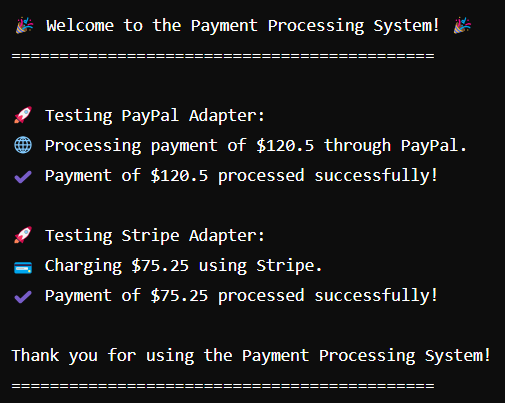 🎉 Welcome to the Payment Processing System! 🎉
============================================
🚀 Testing PayPal Adapter:
🌐 Processing payment of $120.5 through PayPal.
✔ Payment of $120.5 processed successfully!
🚀 Testing Stripe Adapter:
💳 Charging $75.25 using Stripe.
✔ Payment of $75.25 processed successfully!
Thank you for using the Payment Processing System!
============================================